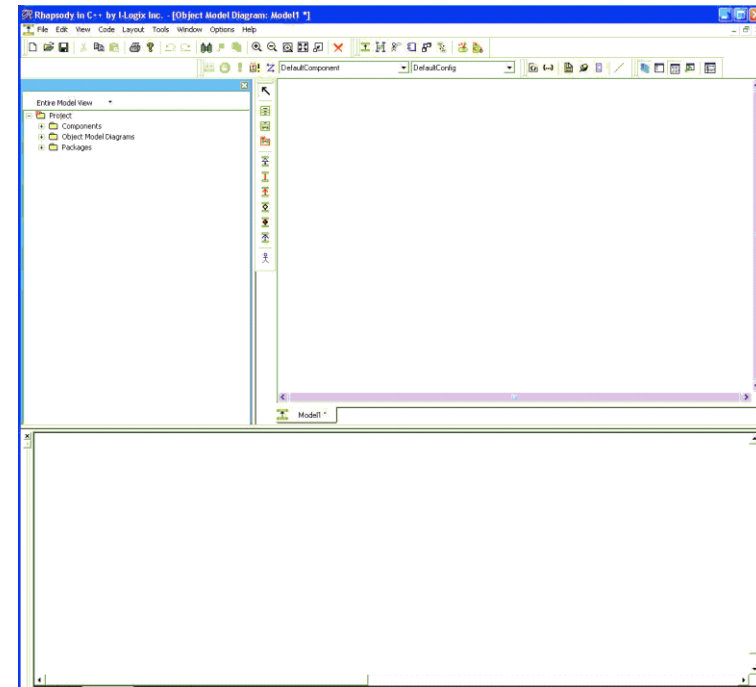 Rhapsody in C++ by I-Logix Inc. - [Object Model Diagram: Model1 *]
File Edit View Code Layout Tools Window Options Help
DefaultComponent DefaultConfig
Entire Model View
Project
Components
Object Model Diagrams
Packages
Model1 *